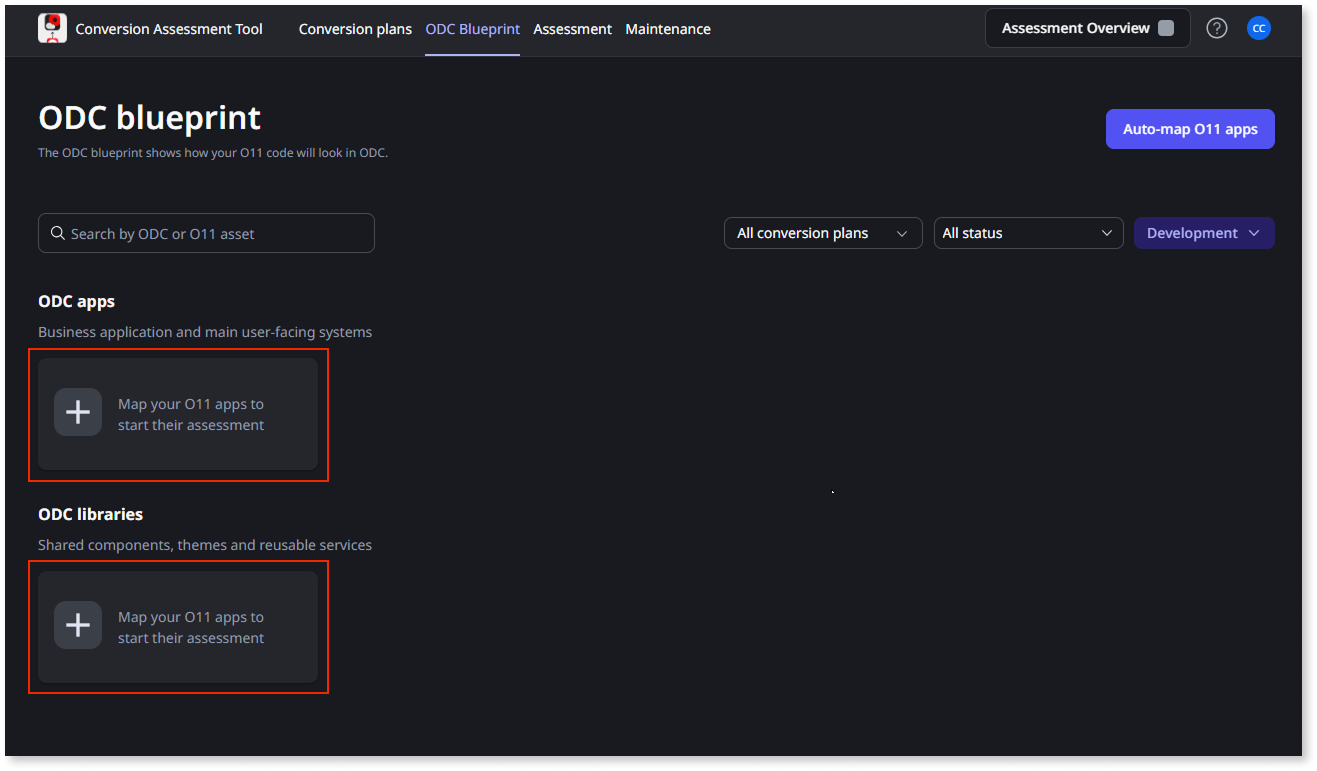 Conversion Assessment Tool
Conversion plans
ODC Blueprint
Assessment
Maintenance
Assessment Overview
?
CC
ODC blueprint
The ODC blueprint shows how your O11 code will look in ODC.
Auto-map O11 apps
Search by ODC or O11 asset
All conversion plans
All status
Development
ODC apps
Business application and main user-facing systems
Map your O11 apps to
start their assessment
ODC libraries
Shared components, themes and reusable services
Map your O11 apps to
start their assessment